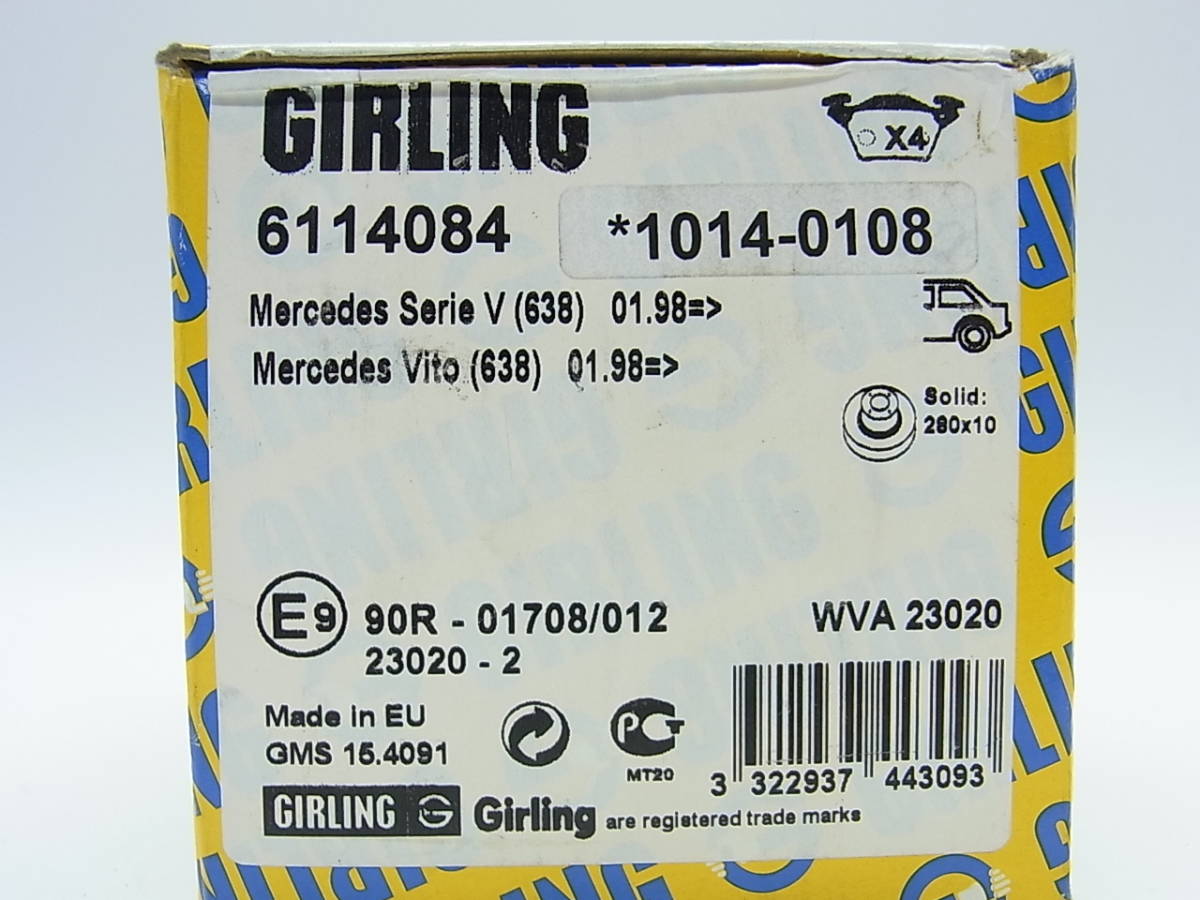 GIRLING
X4
6114084
*1014-0108
Mercedes Serie V (638) 01.98=>
Mercedes Vito (638) 01.98=>
Solid:
280x10
E9 90R - 01708/012
23020 - 2
WVA 23020
Made in EU
GMS 15.4091
MT20
3 322937 443093
GIRLING G Girling are registered trade marks